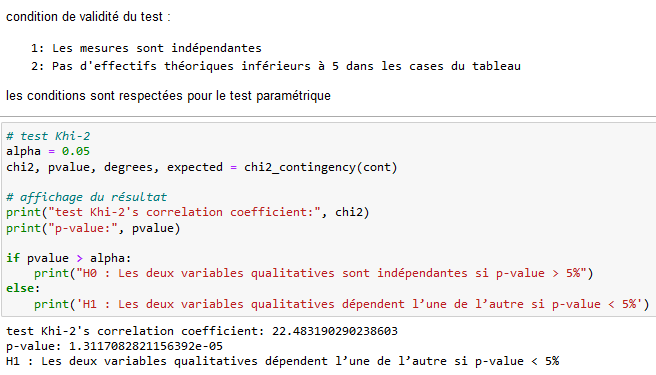 condition de validité du test :
1: Les mesures sont indépendantes
2: Pas d'effectifs théoriques inférieurs à 5 dans les cases du tableau
les conditions sont respectées pour le test paramétrique
# test Khi-2
alpha = 0.05
chi2, pvalue, degrees, expected = chi2_contingency(cont)
# affichage du résultat
print("test Khi-2's correlation coefficient:", chi2)
print("p-value:", pvalue)
if pvalue > alpha:
    print("H0 : Les deux variables qualitatives sont indépendantes si p-value > 5%")
else:
    print('H1 : Les deux variables qualitatives dépendent l’une de l’autre si p-value < 5%')
test Khi-2's correlation coefficient: 22.483190290238603
p-value: 1.3117082821156392e-05
H1 : Les deux variables qualitatives dépendent l’une de l’autre si p-value < 5%